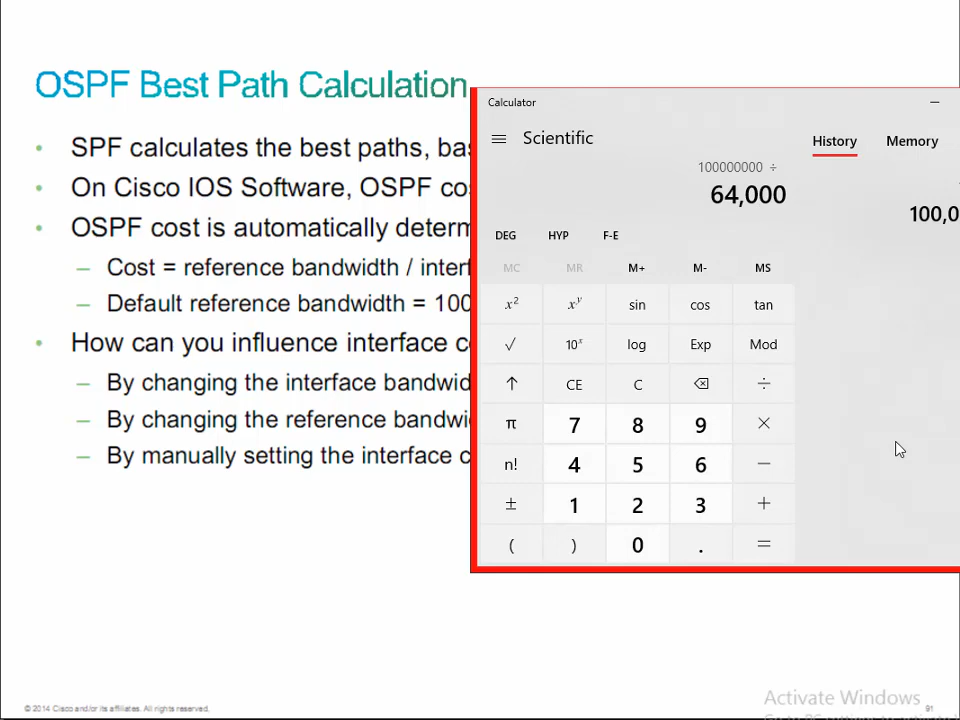 OSPF Best Path Calculation
• SPF calculates the best paths, bas
• On Cisco IOS Software, OSPF cos
• OSPF cost is automatically determ
– Cost = reference bandwidth / interf
– Default reference bandwidth = 100
• How can you influence interface c
– By changing the interface bandwid
– By changing the reference bandwi
– By manually setting the interface c
Calculator
Scientific
History Memory
100000000 ÷
64,000
100,0
DEG HYP F-E
MC MR M+ M- MS
x² xʸ sin cos tan
√ 10ˣ log Exp Mod
↑ CE C ⌫ ÷
π 7 8 9 ×
n! 4 5 6 −
± 1 2 3 +
( ) 0 . =
© 2014 Cisco and/or its affiliates. All rights reserved.
Activate Windows
91